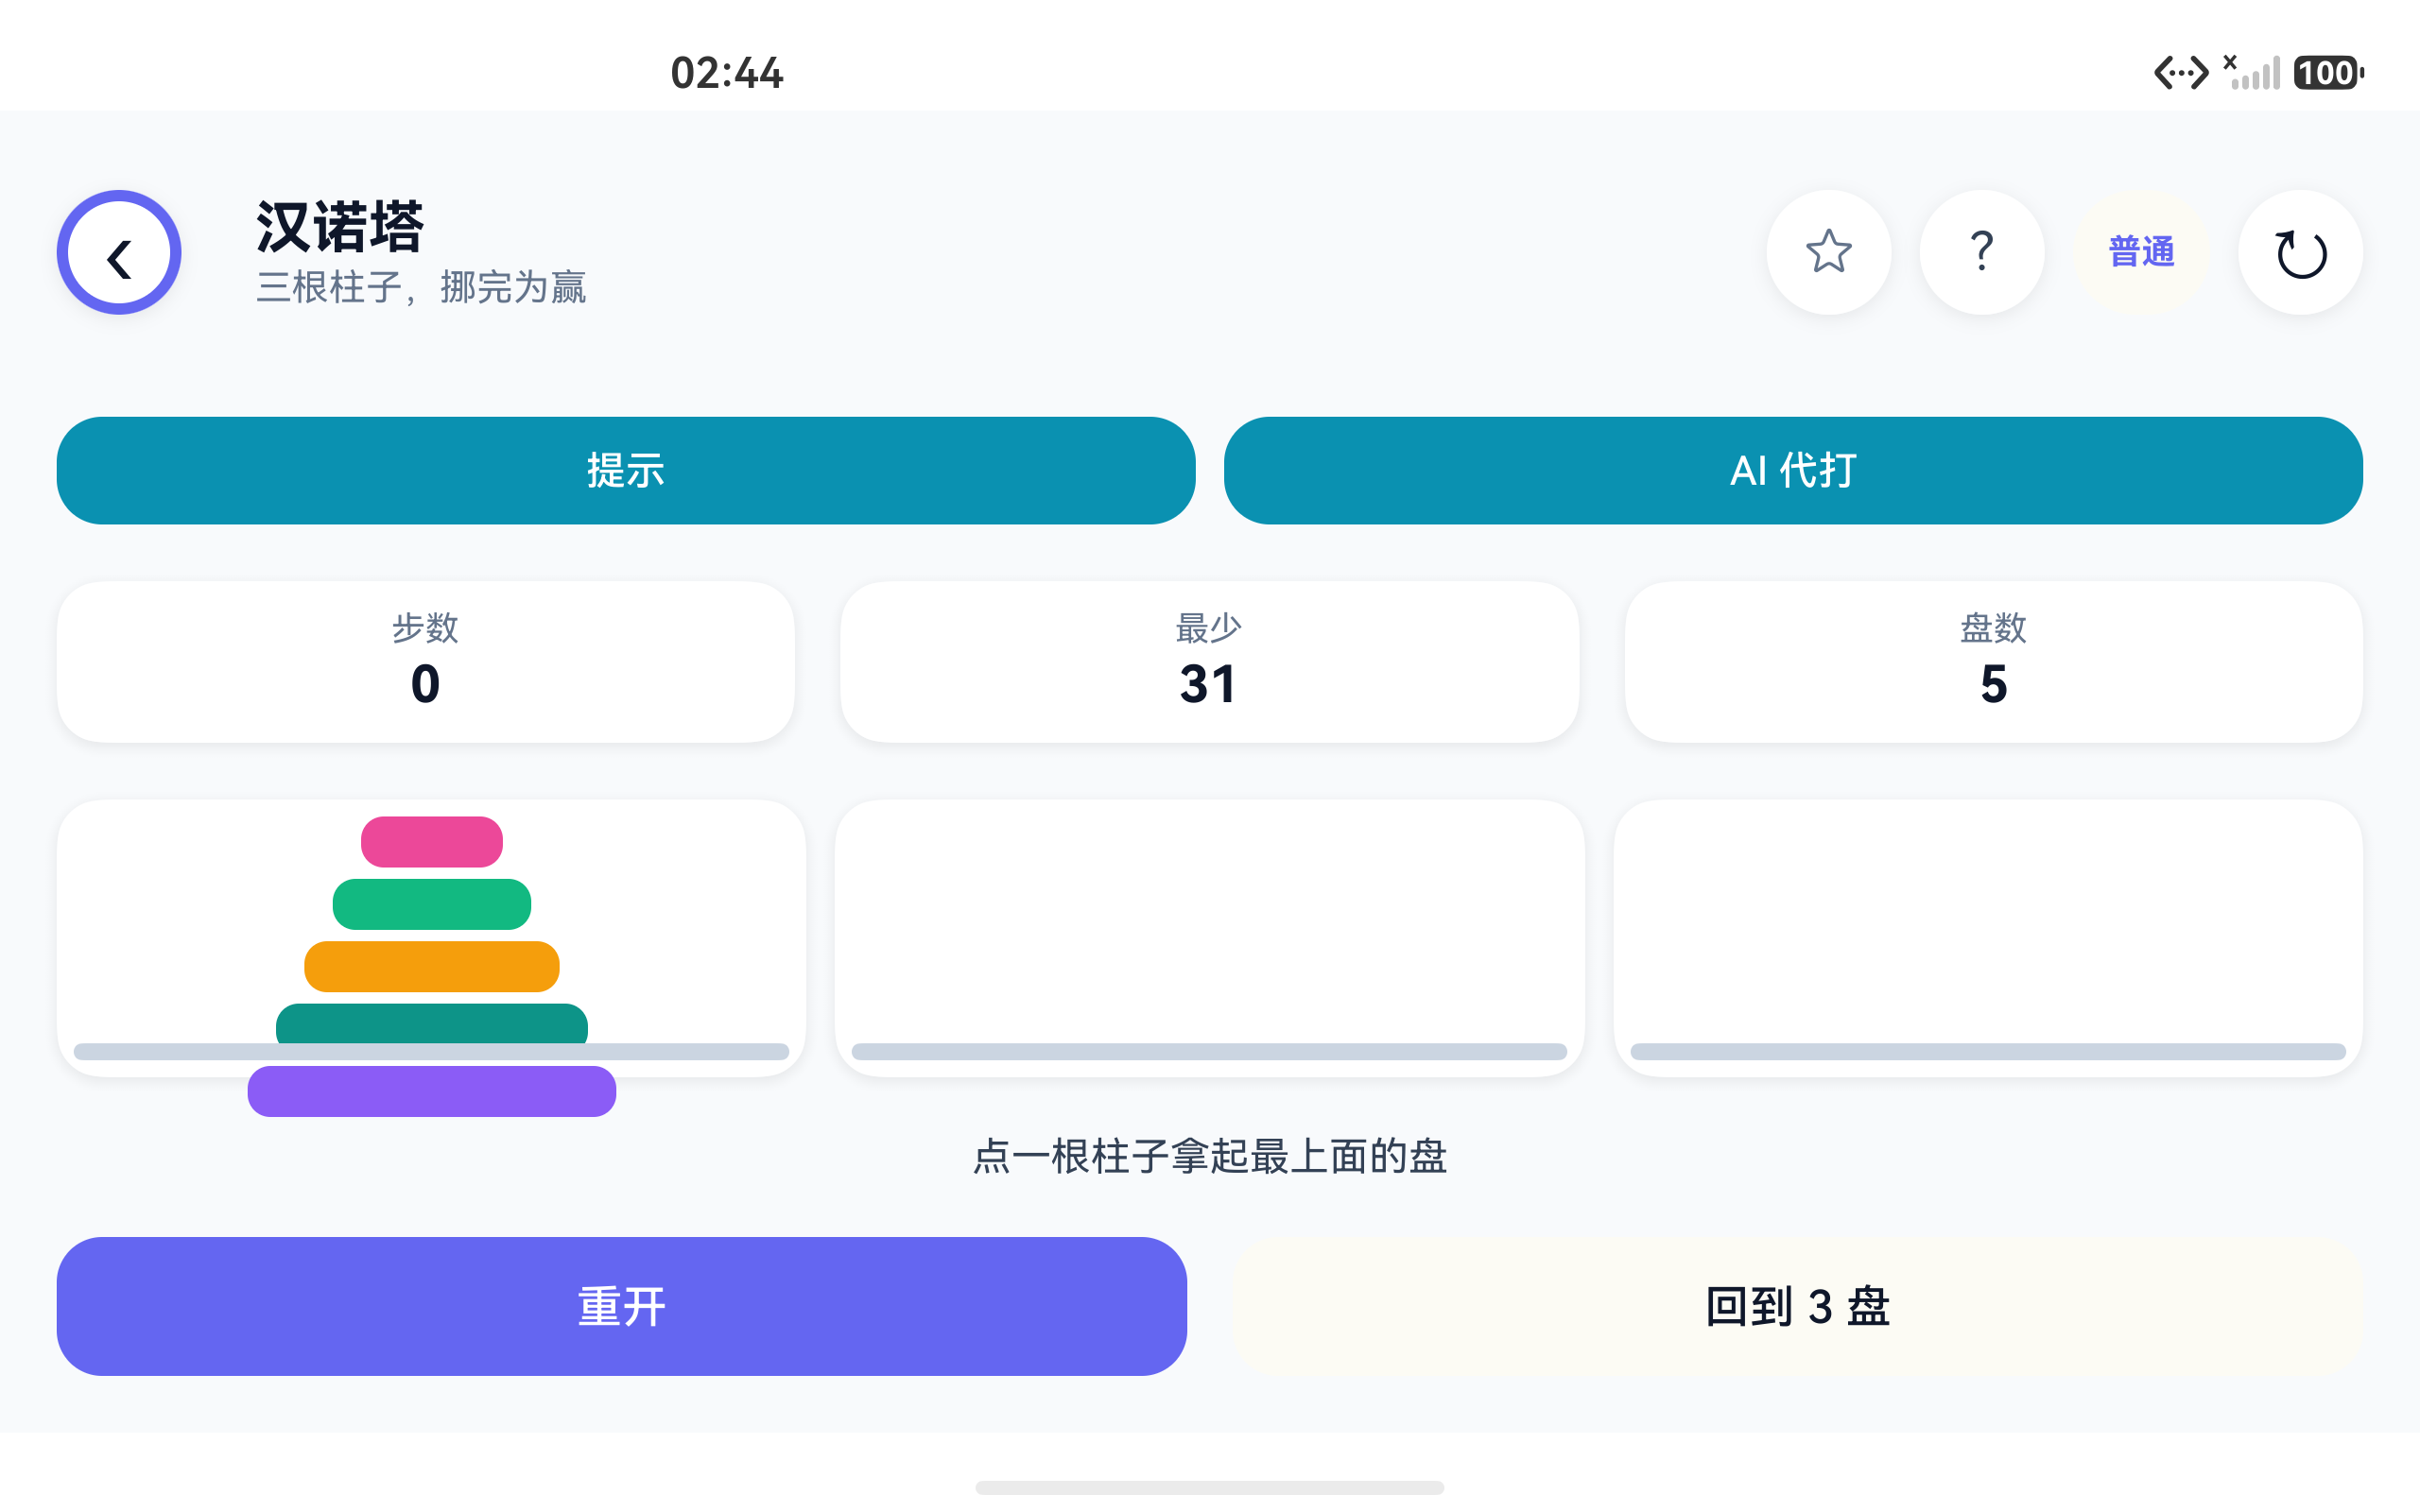 02:44
100
汉诺塔
三根柱子，挪完为赢
?
普通
提示
AI 代打
步数
0
最少
31
盘数
5
点一根柱子拿起最上面的盘
重开
回到 3 盘